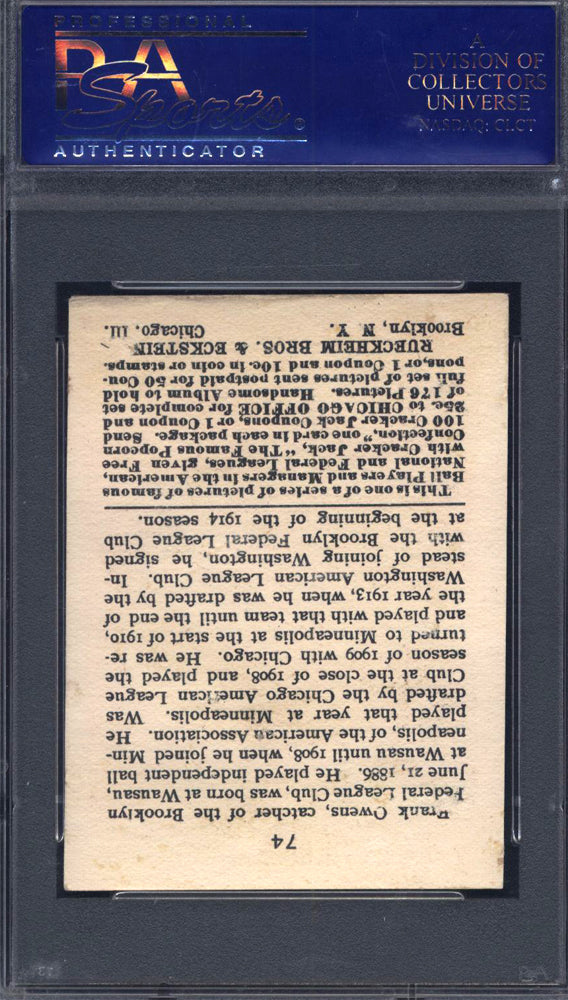 PROFESSIONAL
PSA
Sports
AUTHENTICATOR
A
DIVISION OF
COLLECTORS
UNIVERSE
NASDAQ: CLCT
74
Frank Owens, catcher of the Brooklyn
Federal League Club, was born at Wausau,
June 21, 1886. He played independent ball
at Wausau until 1908, when he joined Min-
neapolis, of the American Association. He
played that year at Minneapolis. Was
drafted by the Chicago American League
Club at the close of 1908, and played the
season of 1909 with Chicago. He was re-
turned to Minneapolis at the start of 1910,
and played with that team until the end of
the year 1913, when he was drafted by the
Washington American League Club. In-
stead of joining Washington, he signed
with the Brooklyn Federal League Club
at the beginning of the 1914 season.
This is one of a series of pictures of famous
Ball Players and Managers in the American,
National and Federal Leagues, given Free
with Cracker Jack, "The Famous Popcorn
Confection," one card in each package. Send
100 Cracker Jack Coupons, or 1 Coupon and
25c. to CHICAGO OFFICE for complete set
of 176 Pictures. Handsome Album to hold
full set of pictures sent postpaid for 50 Cou-
pons, or 1 Coupon and 10c. in coin or stamps.
RUECKHEIM BROS. & ECKSTEIN
Brooklyn, N. Y. Chicago, Ill.